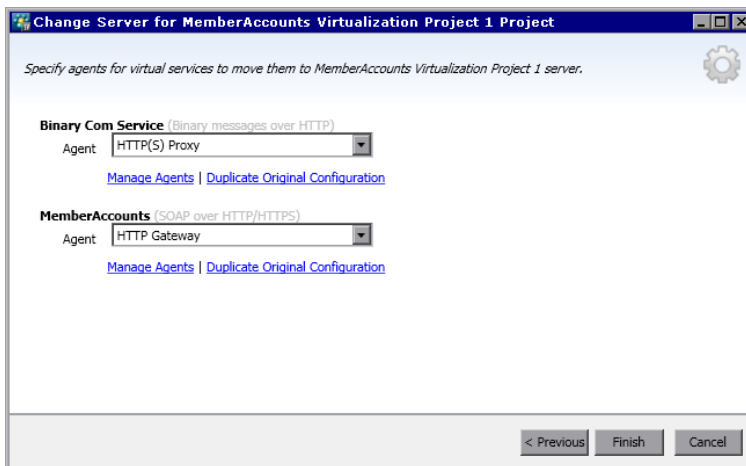 Change Server for MemberAccounts Virtualization Project 1 Project
Specify agents for virtual services to move them to MemberAccounts Virtualization Project 1 server.
Binary Com Service (Binary messages over HTTP)
Agent HTTP(S) Proxy
Manage Agents | Duplicate Original Configuration
MemberAccounts (SOAP over HTTP/HTTPS)
Agent HTTP Gateway
Manage Agents | Duplicate Original Configuration
< Previous Finish Cancel